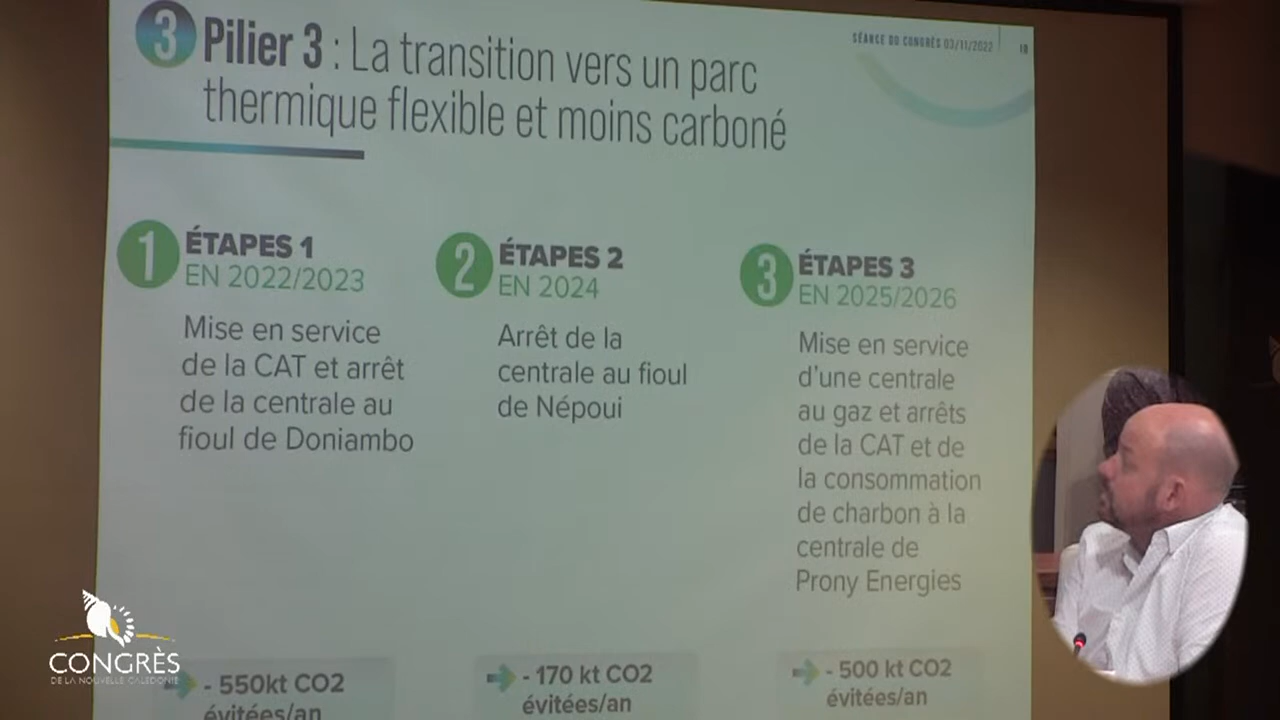 3 Pilier 3 : La transition vers un parc
thermique flexible et moins carboné
SÉANCE DU CONGRÈS 03/11/2022
1 ÉTAPES 1
EN 2022/2023
Mise en service
de la CAT et arrêt
de la centrale au
fioul de Doniambo
- 550kt CO2
évitées/an
2 ÉTAPES 2
EN 2024
Arrêt de la
centrale au fioul
de Népoui
- 170 kt CO2
évitées/an
3 ÉTAPES 3
EN 2025/2026
Mise en service
d'une centrale
au gaz et arrêts
de la CAT et de
la consommation
de charbon à la
centrale de
Prony Energies
- 500 kt CO2
évitées/an
CONGRÈS
DE LA NOUVELLE-CALÉDONIE